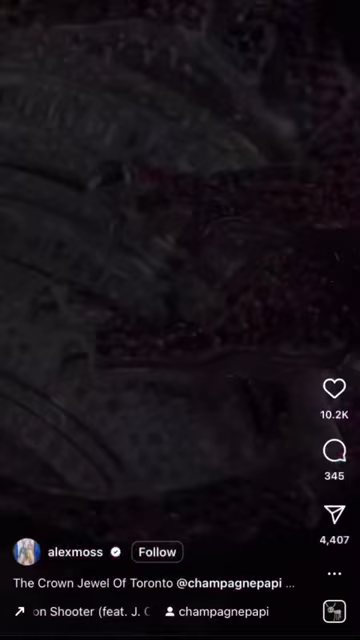 10.2K
345
4,407
alexmoss Follow
The Crown Jewel Of Toronto @champagnepapi ...
on Shooter (feat. J. C champagnepapi